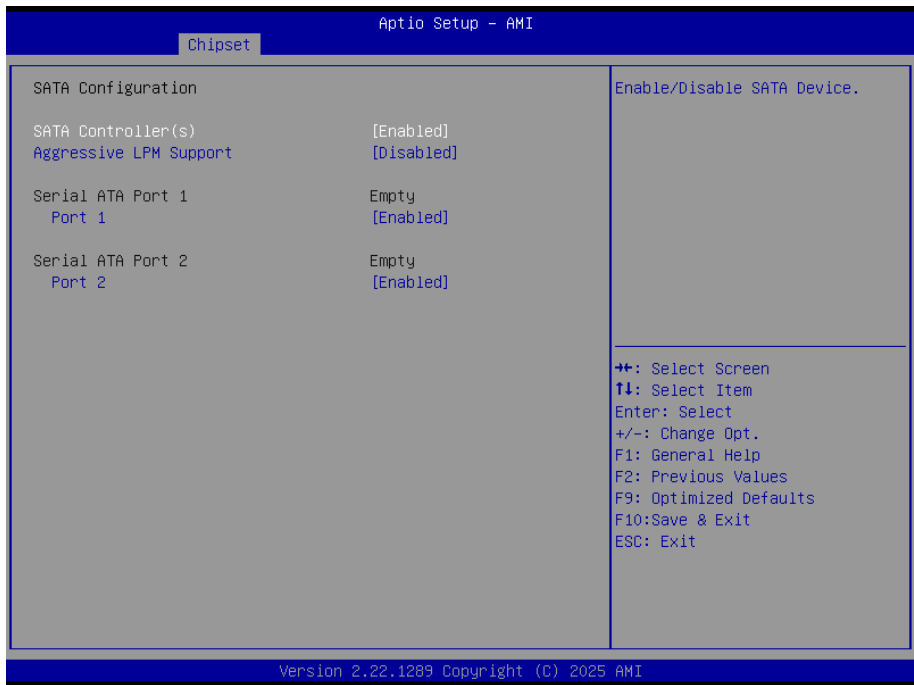 Aptio Setup – AMI
Chipset
SATA Configuration
SATA Controller(s) [Enabled]
Aggressive LPM Support [Disabled]
Serial ATA Port 1 Empty
Port 1 [Enabled]
Serial ATA Port 2 Empty
Port 2 [Enabled]
Enable/Disable SATA Device.
→←: Select Screen
↑↓: Select Item
Enter: Select
+/-: Change Opt.
F1: General Help
F2: Previous Values
F9: Optimized Defaults
F10:Save & Exit
ESC: Exit
Version 2.22.1289 Copyright (C) 2025 AMI